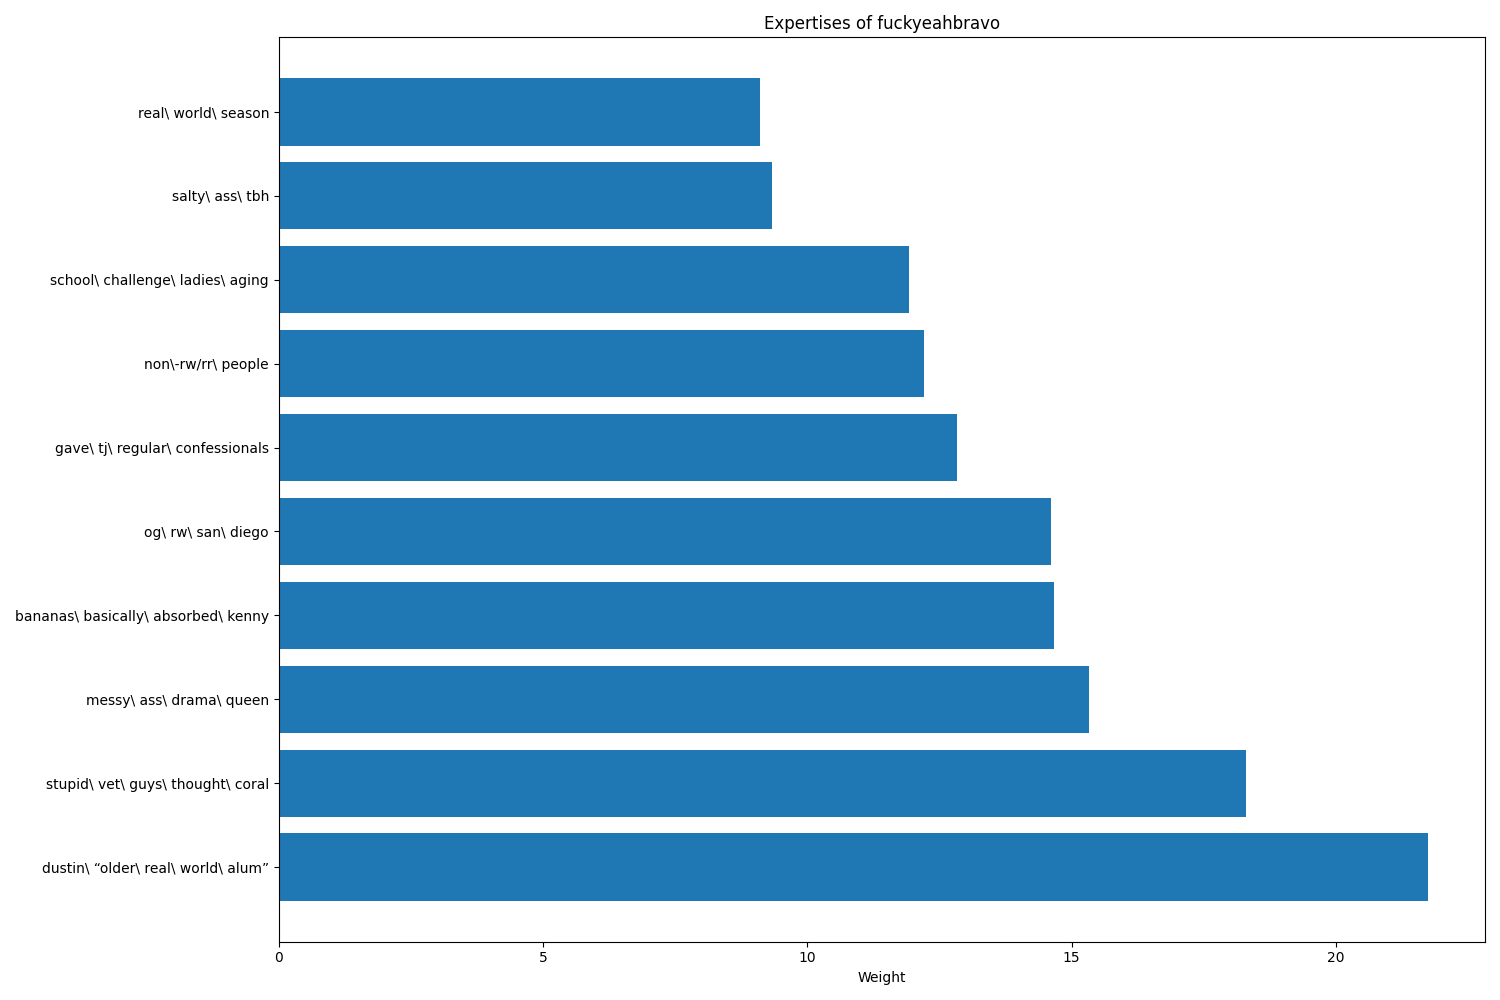 Expertises of fuckyeahbravo
real\ world\ season
salty\ ass\ tbh
school\ challenge\ ladies\ aging
non\-rw/rr\ people
gave\ tj\ regular\ confessionals
og\ rw\ san\ diego
bananas\ basically\ absorbed\ kenny
messy\ ass\ drama\ queen
stupid\ vet\ guys\ thought\ coral
dustin\ “older\ real\ world\ alum”
0 5 10 15 20
Weight